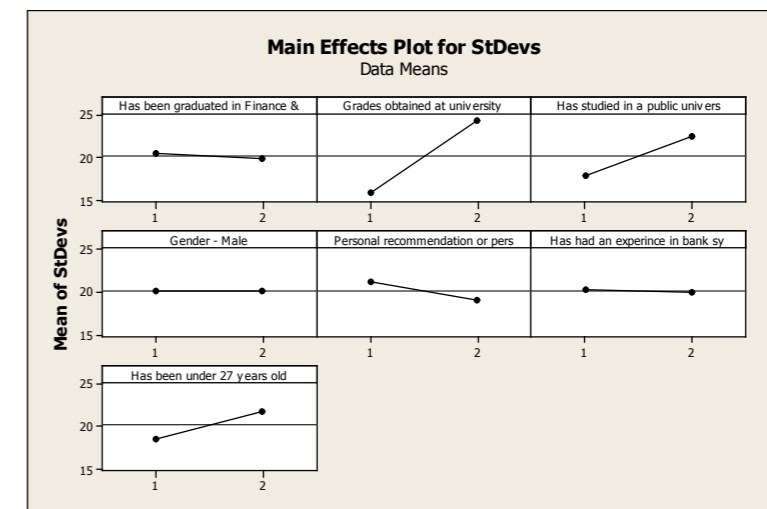 Main Effects Plot for StDevs
Data Means
Mean of StDevs
Has been graduated in Finance &
Grades obtained at university
Has studied in a public univers
25
20
15
1 2 1 2 1 2
Gender - Male
Personal recommendation or pers
Has had an experince in bank sy
25
20
15
1 2 1 2 1 2
Has been under 27 years old
25
20
15
1 2